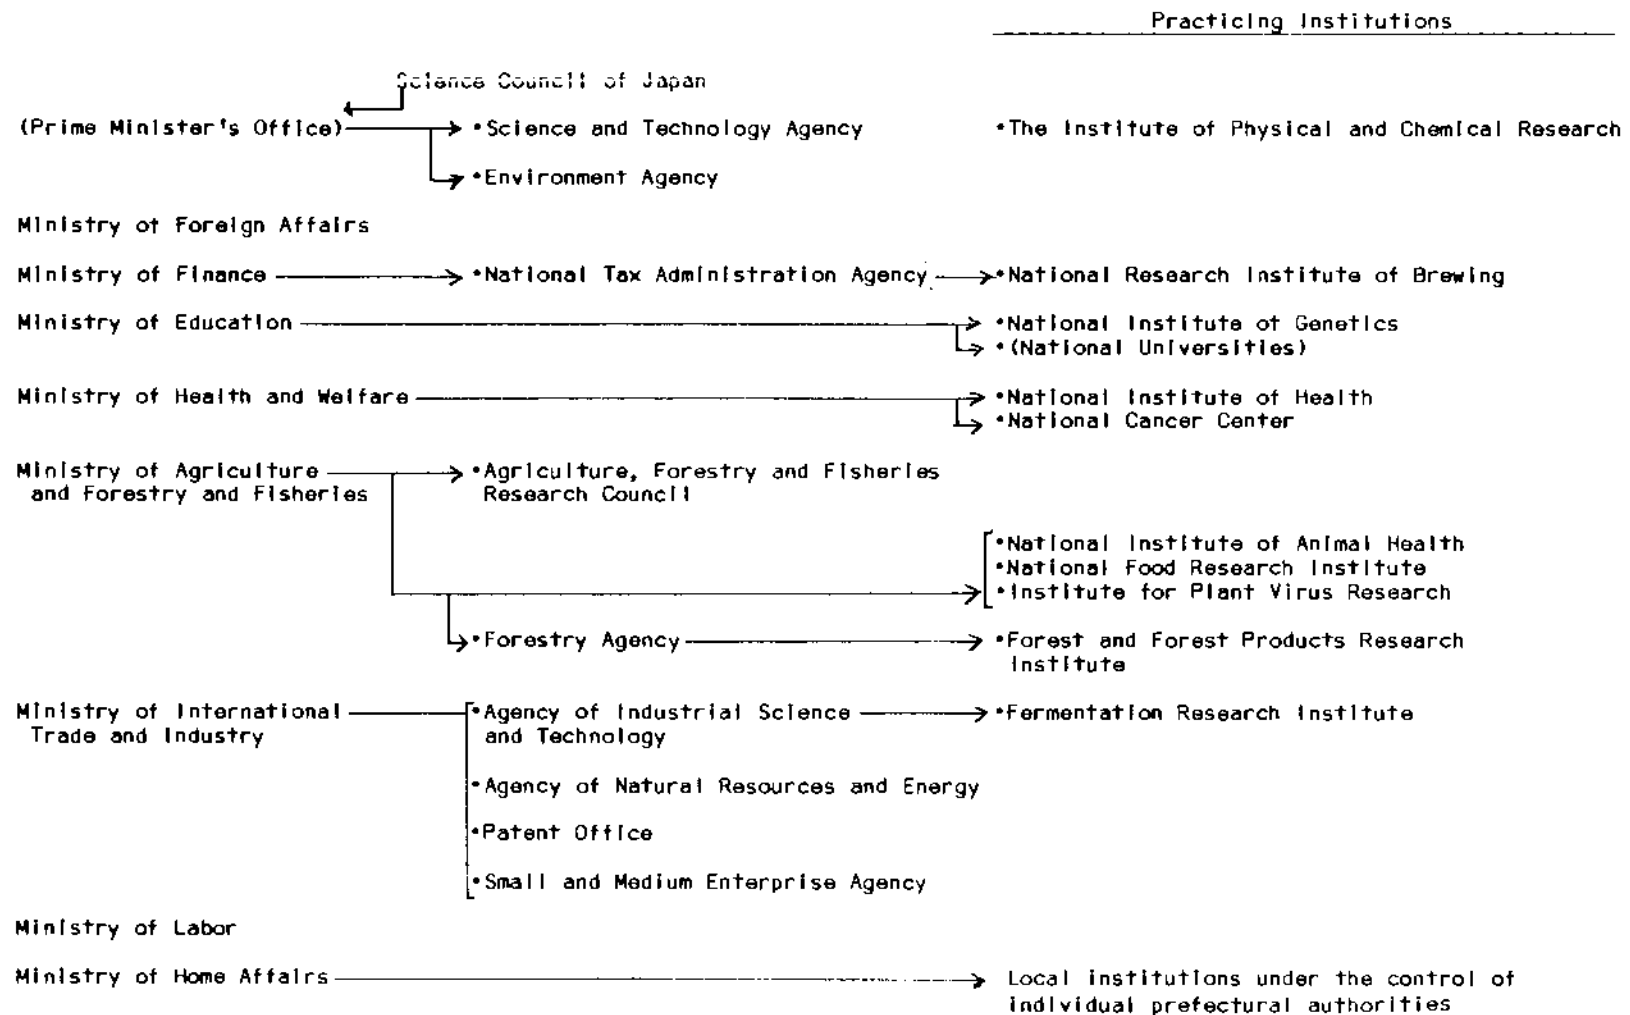 Practicing Institutions
Science Council of Japan
(Prime Minister's Office)
•Science and Technology Agency
•The Institute of Physical and Chemical Research
•Environment Agency
Ministry of Foreign Affairs
Ministry of Finance
•National Tax Administration Agency
•National Research Institute of Brewing
Ministry of Education
•National Institute of Genetics
•(National Universities)
Ministry of Health and Welfare
•National Institute of Health
•National Cancer Center
Ministry of Agriculture
and Forestry and Fisheries
•Agriculture, Forestry and Fisheries
Research Council
•National Institute of Animal Health
•National Food Research Institute
•Institute for Plant Virus Research
•Forestry Agency
•Forest and Forest Products Research
Institute
Ministry of International
Trade and Industry
•Agency of Industrial Science
and Technology
•Fermentation Research Institute
•Agency of Natural Resources and Energy
•Patent Office
•Small and Medium Enterprise Agency
Ministry of Labor
Ministry of Home Affairs
Local institutions under the control of
individual prefectural authorities